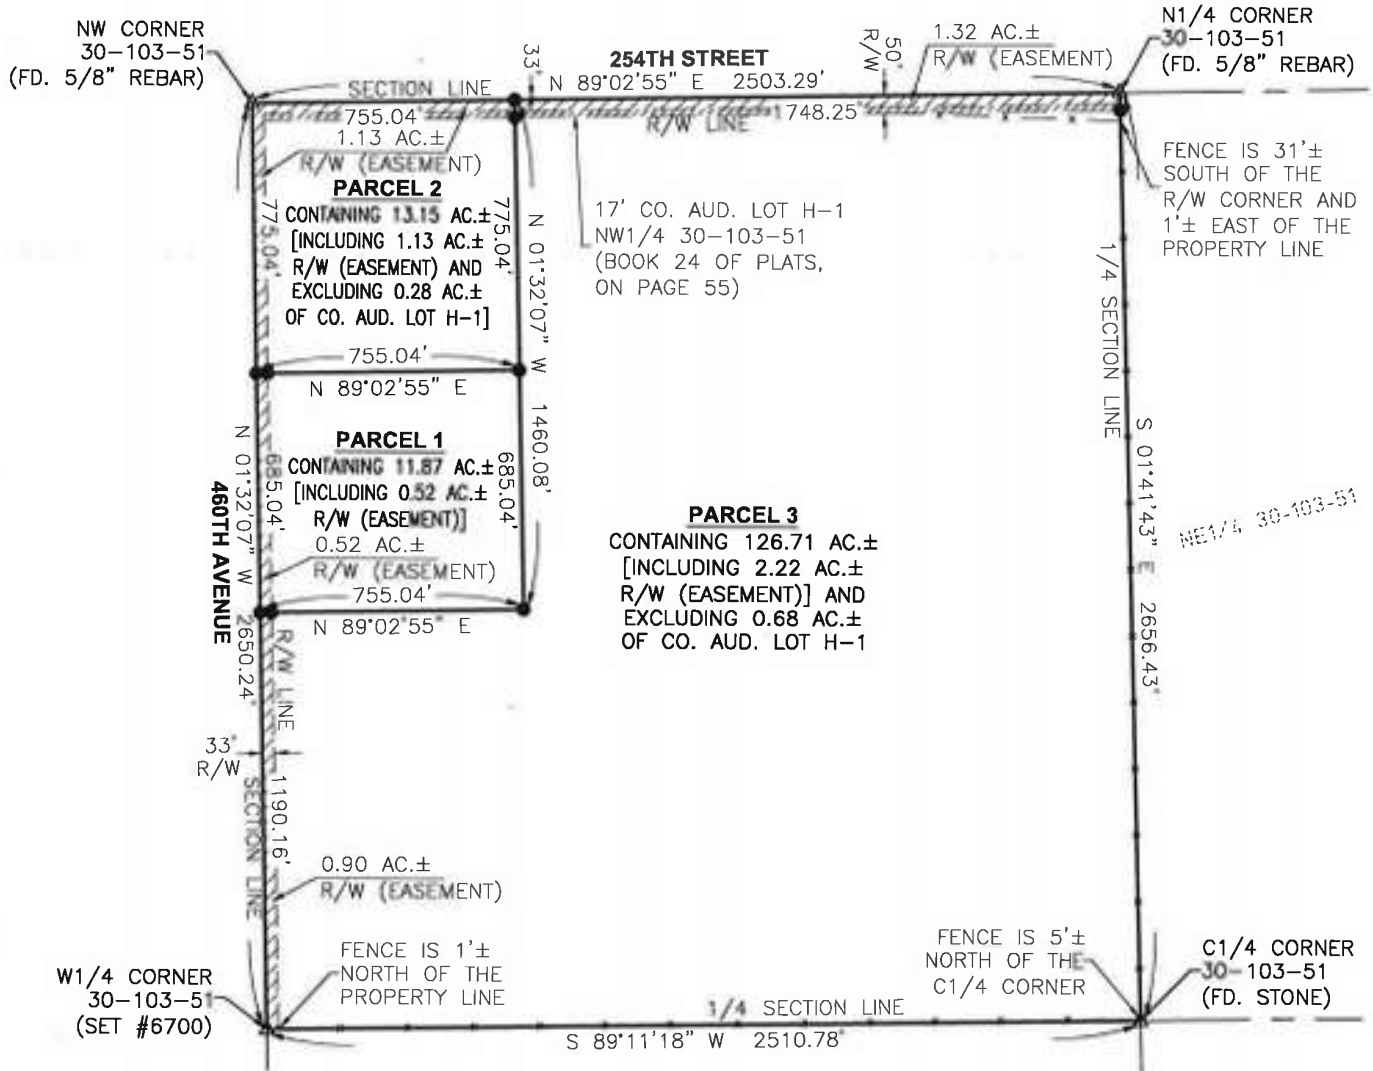 NW CORNER
30-103-51
(FD. 5/8" REBAR)
N1/4 CORNER
30-103-51
(FD. 5/8" REBAR)
254TH STREET
N 89°02'55" E 2503.29'
33'
50'
R/W
1.32 AC.±
R/W (EASEMENT)
SECTION LINE
755.04'
1748.25'
R/W LINE
1.13 AC.±
R/W (EASEMENT)
PARCEL 2
CONTAINING 13.15 AC.±
[INCLUDING 1.13 AC.±
R/W (EASEMENT) AND
EXCLUDING 0.28 AC.±
OF CO. AUD. LOT H-1]
775.04'
775.04'
N 01°32'07" W 1460.08'
17' CO. AUD. LOT H-1
NW1/4 30-103-51
(BOOK 24 OF PLATS,
ON PAGE 55)
FENCE IS 31'±
SOUTH OF THE
R/W CORNER AND
1'± EAST OF THE
PROPERTY LINE
1/4 SECTION LINE
755.04'
N 89°02'55" E
PARCEL 1
CONTAINING 11.87 AC.±
[INCLUDING 0.52 AC.±
R/W (EASEMENT)]
685.04'
685.04'
0.52 AC.±
R/W (EASEMENT)
755.04'
N 89°02'55" E
460TH AVENUE
N 01°32'07" W 2650.24'
PARCEL 3
CONTAINING 126.71 AC.±
[INCLUDING 2.22 AC.±
R/W (EASEMENT)] AND
EXCLUDING 0.68 AC.±
OF CO. AUD. LOT H-1
S 01°41'43" E 2656.43'
NE1/4 30-103-51
R/W LINE
33'
R/W
SECTION LINE
1190.16'
0.90 AC.±
R/W (EASEMENT)
FENCE IS 1'±
NORTH OF THE
PROPERTY LINE
FENCE IS 5'±
NORTH OF THE
C1/4 CORNER
W1/4 CORNER
30-103-51
(SET #6700)
C1/4 CORNER
30-103-51
(FD. STONE)
1/4 SECTION LINE
S 89°11'18" W 2510.78'